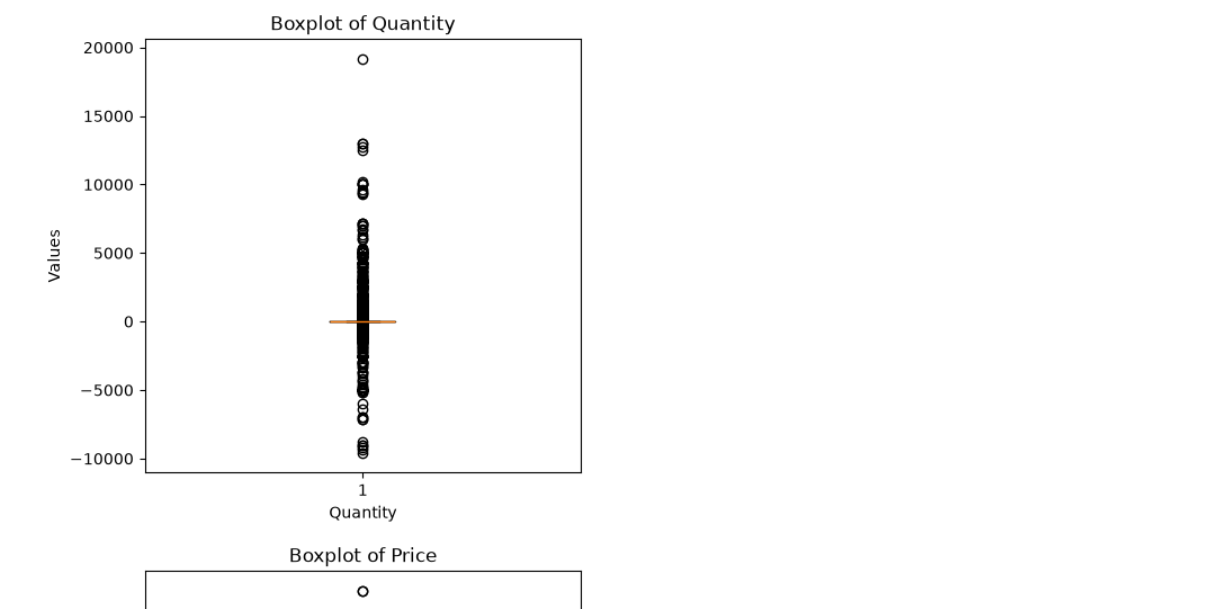 Boxplot of Quantity
20000
15000
10000
5000
0
−5000
−10000
Values
1
Quantity
Boxplot of Price